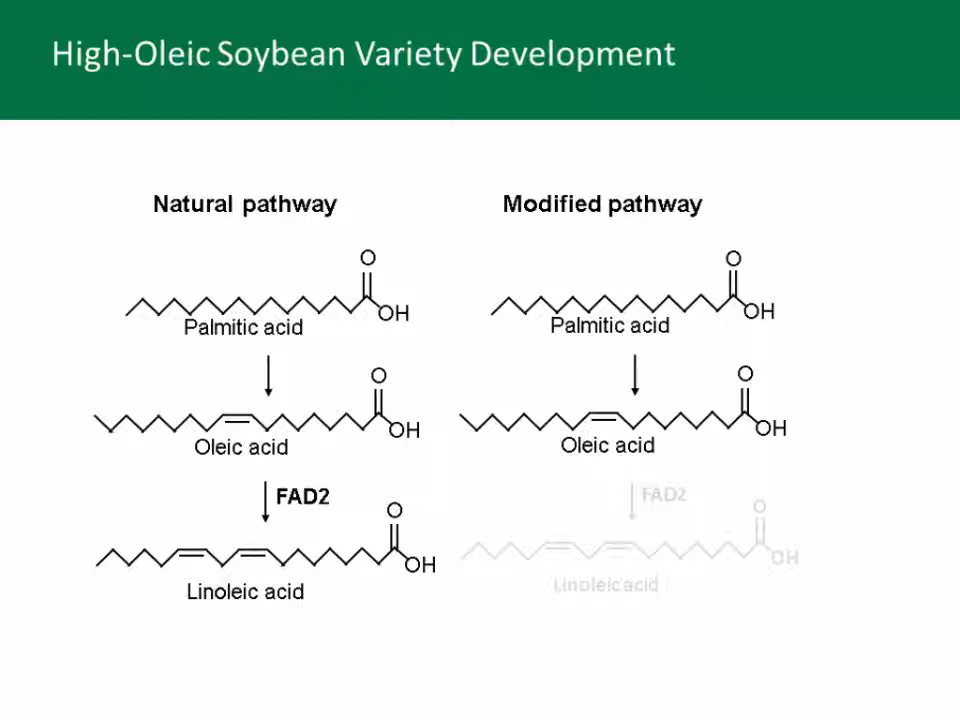 High-Oleic Soybean Variety Development
Natural pathway
O
OH
Palmitic acid
O
OH
Oleic acid
FAD2
O
OH
Linoleic acid
Modified pathway
O
OH
Palmitic acid
O
OH
Oleic acid
FAD2
O
OH
Linoleic acid